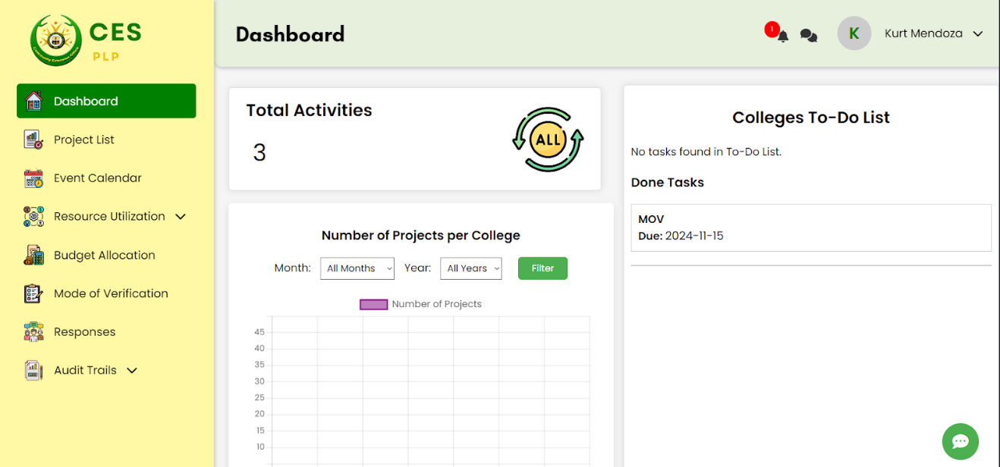 CES
PLP
Dashboard
Project List
Event Calendar
Resource Utilization
Budget Allocation
Mode of Verification
Responses
Audit Trails
Dashboard
1
K
Kurt Mendoza
Total Activities
3
ALL
Number of Projects per College
Month: All Months Year: All Years Filter
Number of Projects
45
40
35
30
25
20
15
10
Colleges To-Do List
No tasks found in To-Do List.
Done Tasks
MOV
Due: 2024-11-15